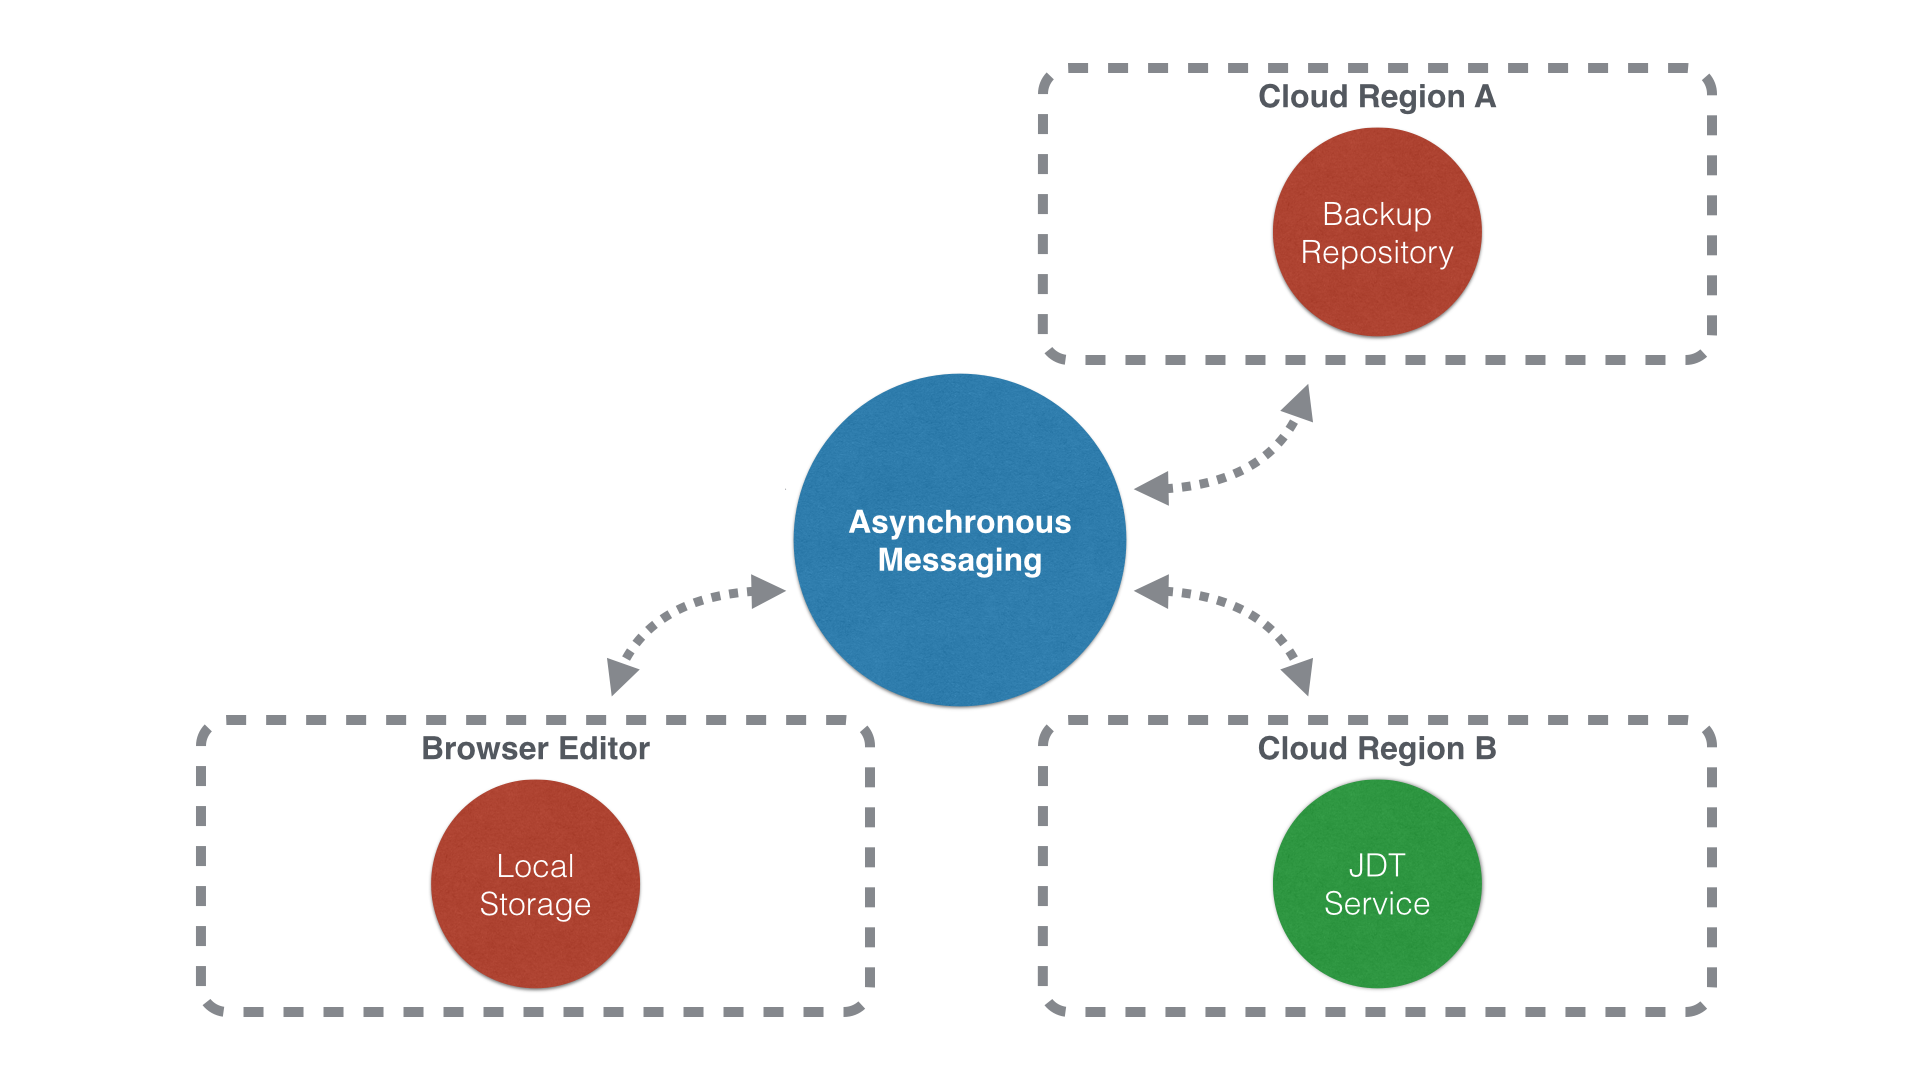 Cloud Region A
Backup
Repository
Asynchronous
Messaging
Browser Editor
Local
Storage
Cloud Region B
JDT
Service